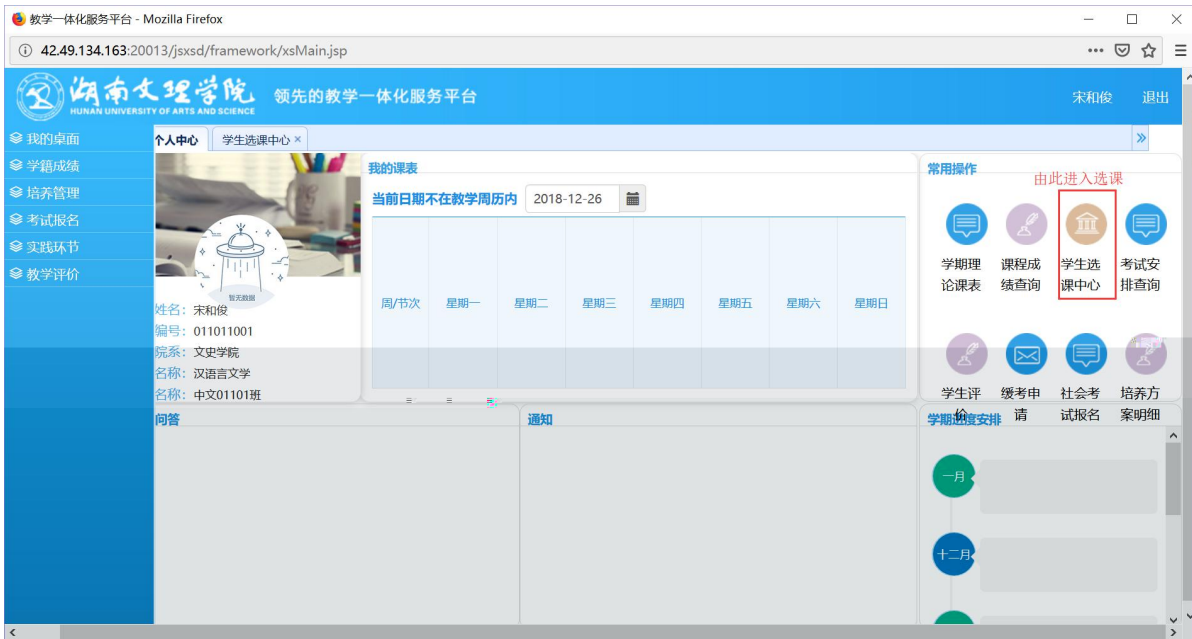 教学一体化服务平台 - Mozilla Firefox
42.49.134.163:20013/jsxsd/framework/xsMain.jsp
湖南文理学院
HUNAN UNIVERSITY OF ARTS AND SCIENCE
领先的教学一体化服务平台
宋和俊 退出
我的桌面
学籍成绩
培养管理
考试报名
实践环节
教学评价
个人中心 学生选课中心
暂无数据
姓名：宋和俊
编号：011011001
院系：文史学院
名称：汉语言文学
名称：中文01101班
我的课表
当前日期不在教学周历内 2018-12-26
周/节次 星期一 星期二 星期三 星期四 星期五 星期六 星期日
常用操作
由此进入选课
学期理
论课表
课程成
绩查询
学生选
课中心
考试安
排查询
学生评
价
缓考申
请
社会考
试报名
培养方
案明细
问答
通知
学期进度安排
一月
十二月